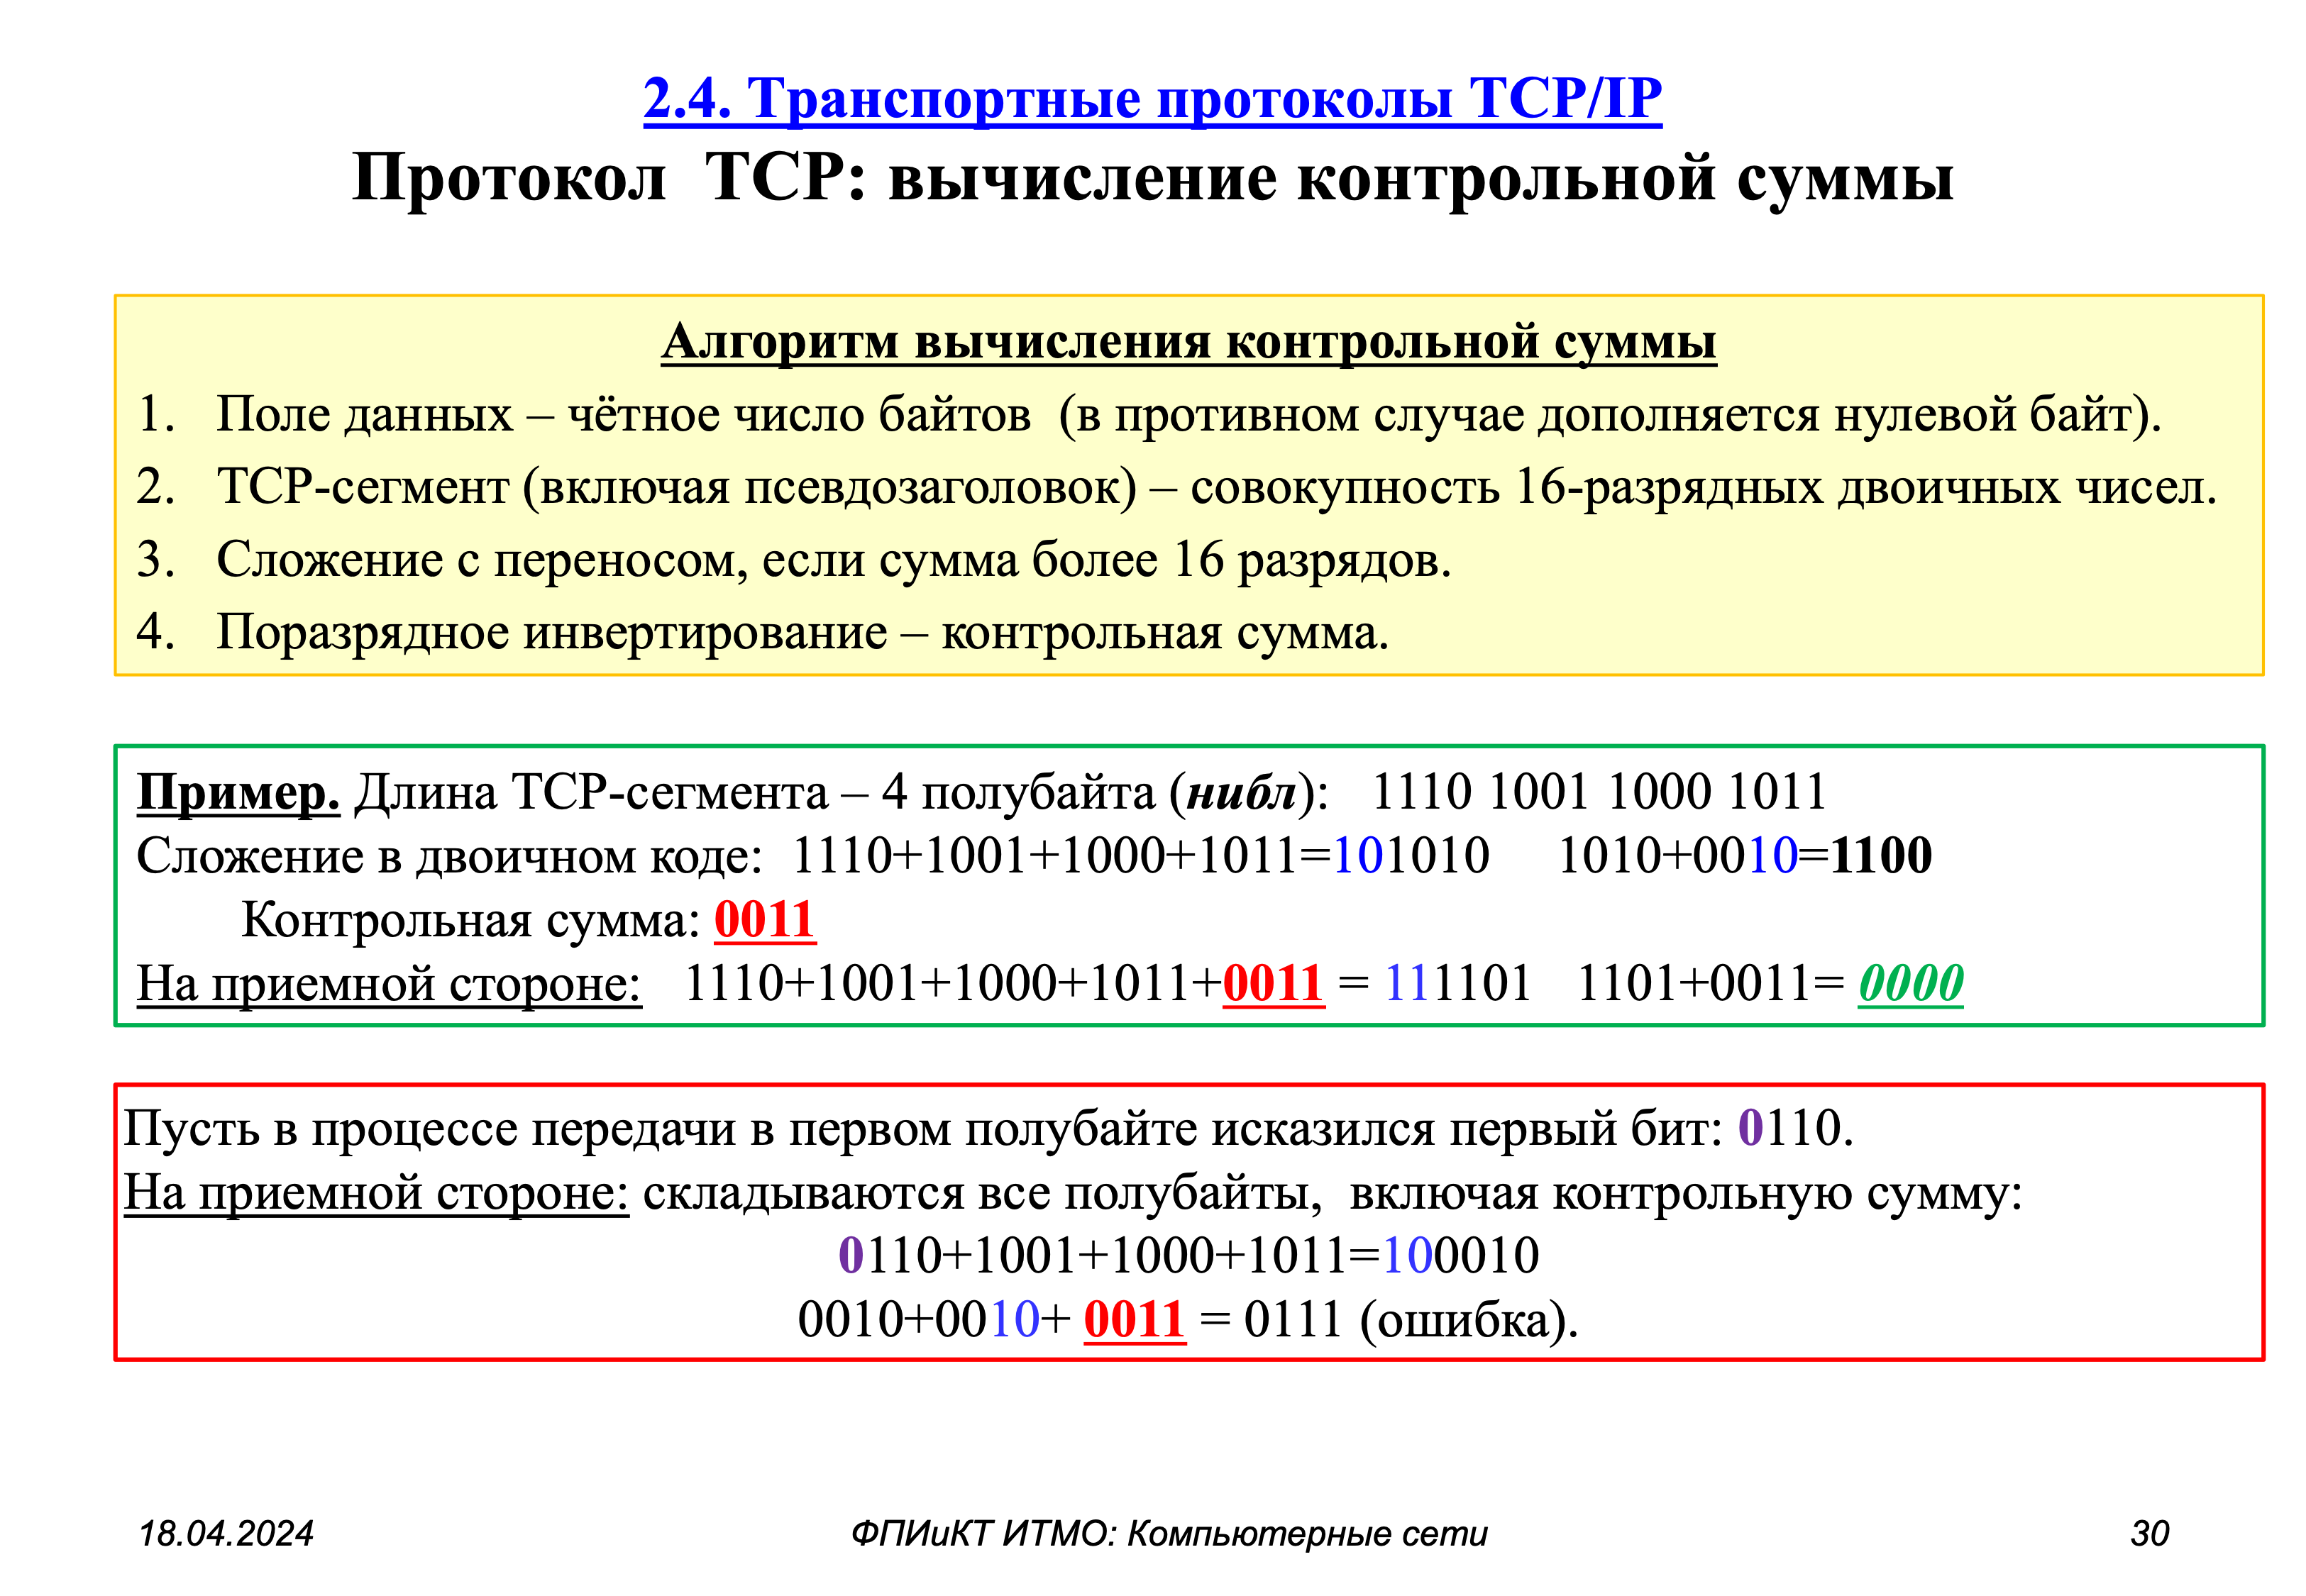 2.4. Транспортные протоколы TCP/IP
Протокол TCP: вычисление контрольной суммы
Алгоритм вычисления контрольной суммы
1. Поле данных – чётное число байтов (в противном случае дополняется нулевой байт).
2. TCP-сегмент (включая псевдозаголовок) – совокупность 16-разрядных двоичных чисел.
3. Сложение с переносом, если сумма более 16 разрядов.
4. Поразрядное инвертирование – контрольная сумма.
Пример. Длина TCP-сегмента – 4 полубайта (нибл): 1110 1001 1000 1011
Сложение в двоичном коде: 1110+1001+1000+1011=101010 1010+0010=1100
Контрольная сумма: 0011
На приемной стороне: 1110+1001+1000+1011+0011 = 111101 1101+0011= 0000
Пусть в процессе передачи в первом полубайте исказился первый бит: 0110.
На приемной стороне: складываются все полубайты, включая контрольную сумму:
0110+1001+1000+1011=100010
0010+0010+ 0011 = 0111 (ошибка).
18.04.2024 ФПИиКТ ИТМО: Компьютерные сети 30